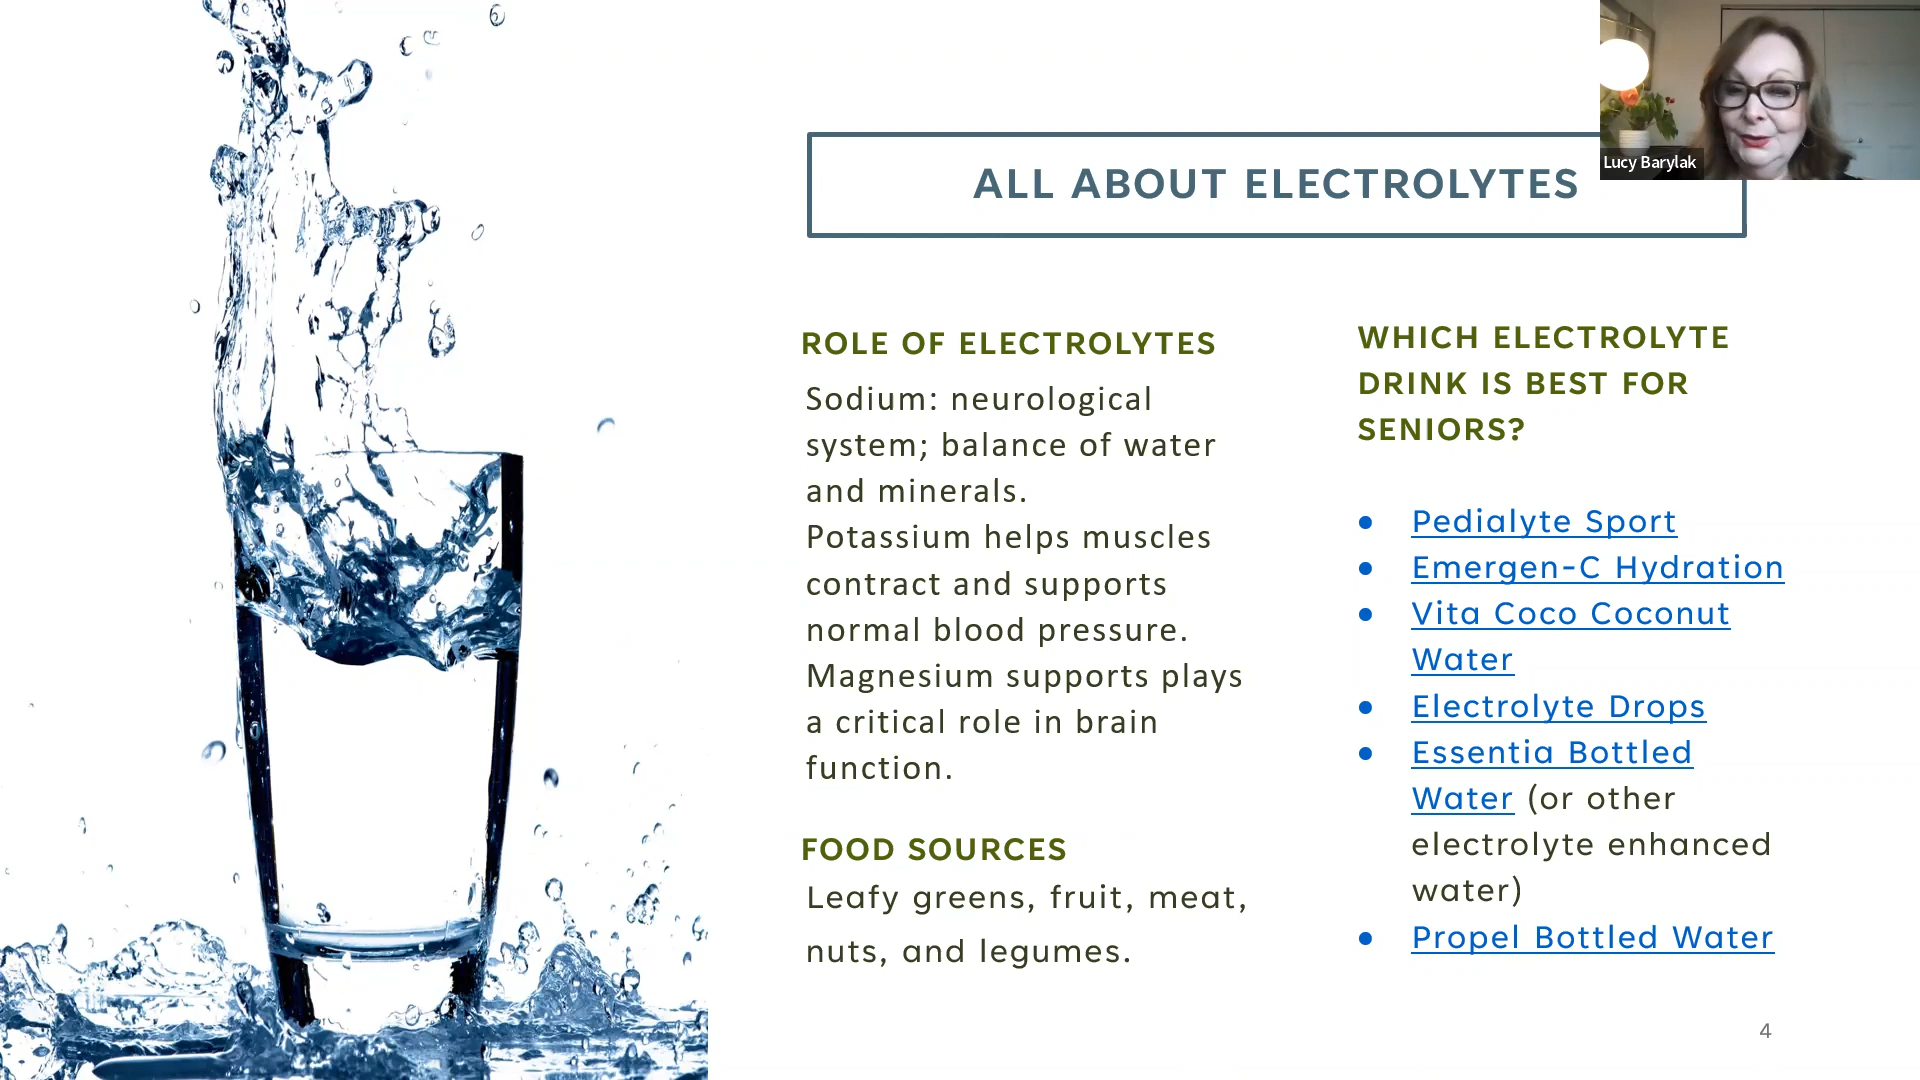 Lucy Barylak
ALL ABOUT ELECTROLYTES
ROLE OF ELECTROLYTES
Sodium: neurological
system; balance of water
and minerals.
Potassium helps muscles
contract and supports
normal blood pressure.
Magnesium supports plays
a critical role in brain
function.
FOOD SOURCES
Leafy greens, fruit, meat,
nuts, and legumes.
WHICH ELECTROLYTE
DRINK IS BEST FOR
SENIORS?
• Pedialyte Sport
• Emergen-C Hydration
• Vita Coco Coconut
Water
• Electrolyte Drops
• Essentia Bottled
Water (or other
electrolyte enhanced
water)
• Propel Bottled Water
4